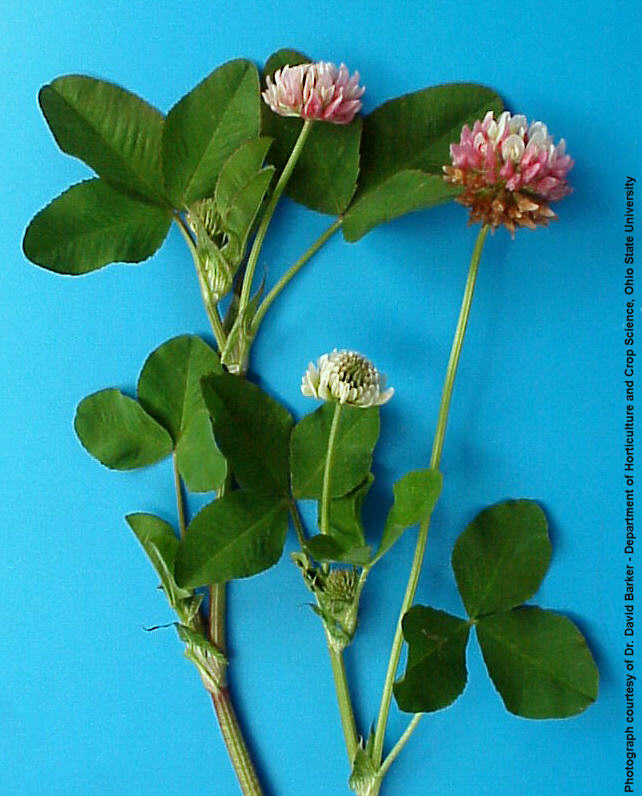 Photograph courtesy of Dr. David Barker - Department of Horticulture and Crop Science, Ohio State University